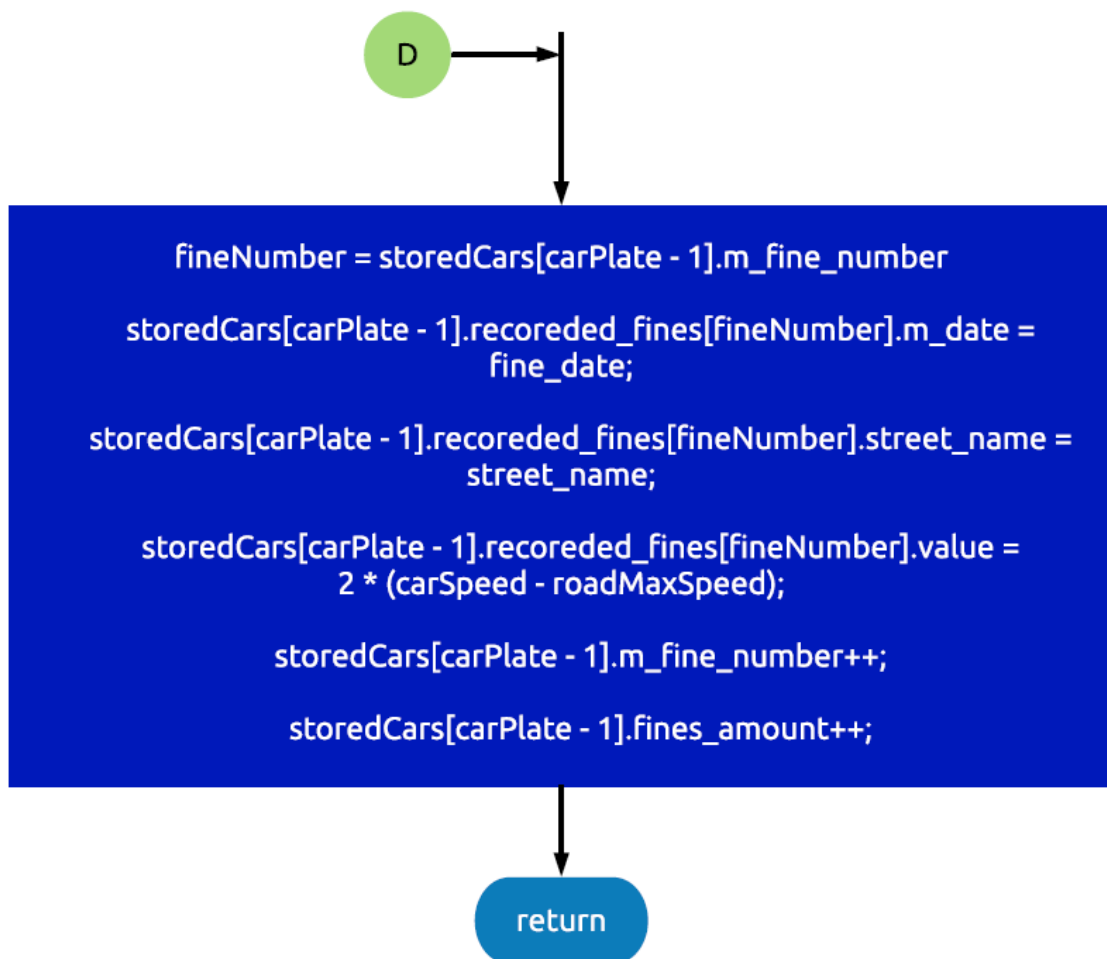 D
fineNumber = storedCars[carPlate - 1].m_fine_number
storedCars[carPlate - 1].recoreded_fines[fineNumber].m_date =
fine_date;
storedCars[carPlate - 1].recoreded_fines[fineNumber].street_name =
street_name;
storedCars[carPlate - 1].recoreded_fines[fineNumber].value =
2 * (carSpeed - roadMaxSpeed);
storedCars[carPlate - 1].m_fine_number++;
storedCars[carPlate - 1].fines_amount++;
return